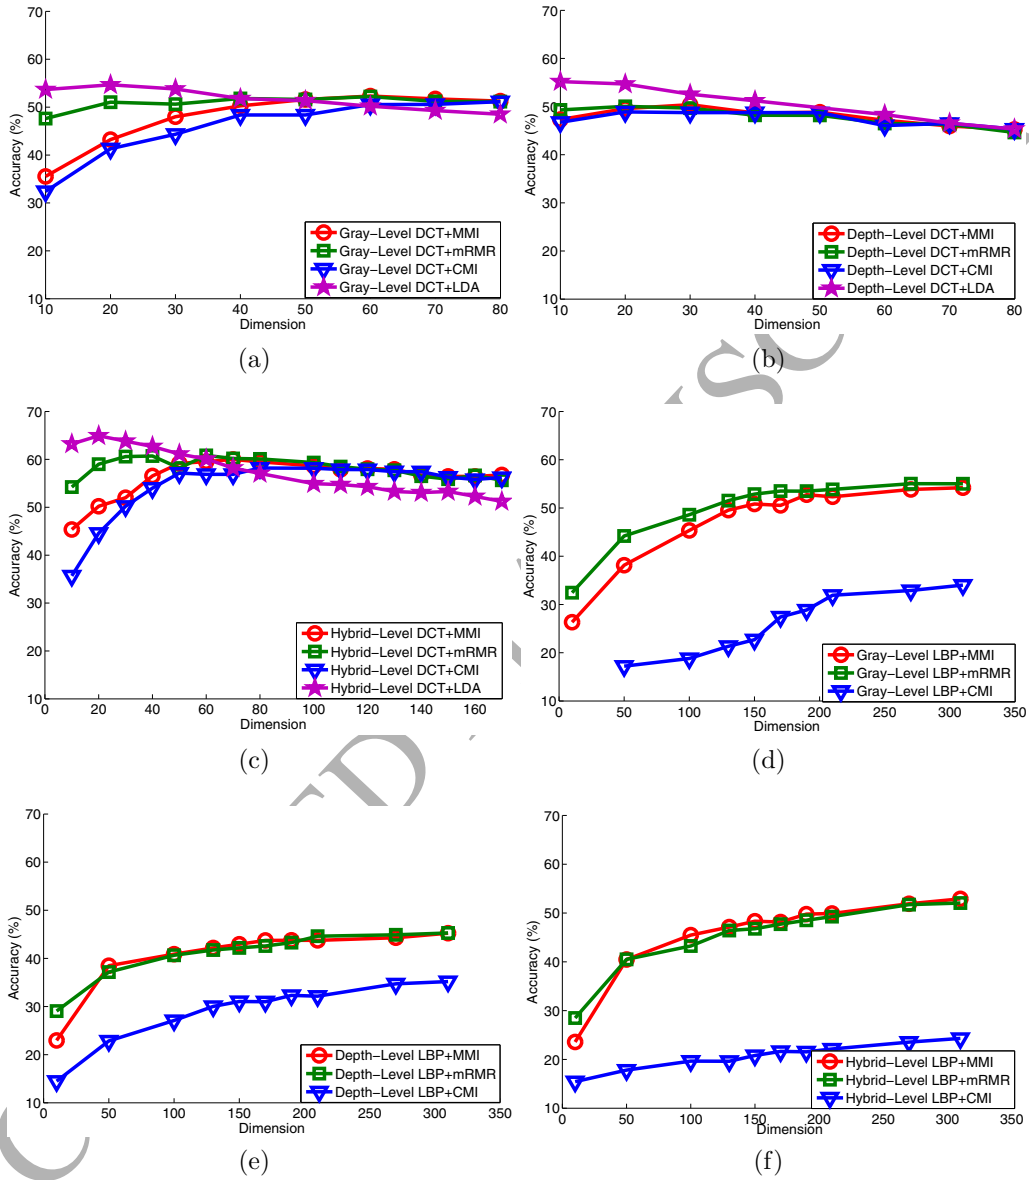 70
60
50
40
30
20
10
Accuracy (%)
10 20 30 40 50 60 70 80
Dimension
Gray-Level DCT+MMI
Gray-Level DCT+mRMR
Gray-Level DCT+CMI
Gray-Level DCT+LDA
(a)
70
60
50
40
30
20
10
Accuracy (%)
10 20 30 40 50 60 70 80
Dimension
Depth-Level DCT+MMI
Depth-Level DCT+mRMR
Depth-Level DCT+CMI
Depth-Level DCT+LDA
(b)
70
60
50
40
30
20
10
Accuracy (%)
0 20 40 60 80 100 120 140 160
Dimension
Hybrid-Level DCT+MMI
Hybrid-Level DCT+mRMR
Hybrid-Level DCT+CMI
Hybrid-Level DCT+LDA
(c)
70
60
50
40
30
20
10
Accuracy (%)
0 50 100 150 200 250 300 350
Dimension
Gray-Level LBP+MMI
Gray-Level LBP+mRMR
Gray-Level LBP+CMI
(d)
70
60
50
40
30
20
10
Accuracy (%)
0 50 100 150 200 250 300 350
Dimension
Depth-Level LBP+MMI
Depth-Level LBP+mRMR
Depth-Level LBP+CMI
(e)
70
60
50
40
30
20
10
Accuracy (%)
0 50 100 150 200 250 300 350
Dimension
Hybrid-Level LBP+MMI
Hybrid-Level LBP+mRMR
Hybrid-Level LBP+CMI
(f)